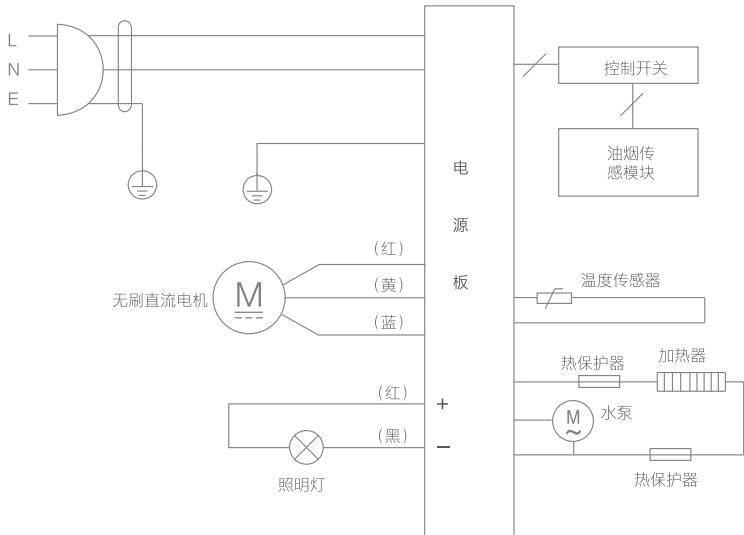 L
N
E
控制开关
油烟传
感模块
电
源
板
(红)
(黄)
(蓝)
无刷直流电机
M
温度传感器
热保护器
加热器
(红)
+
M
~
水泵
(黑)
−
照明灯
热保护器